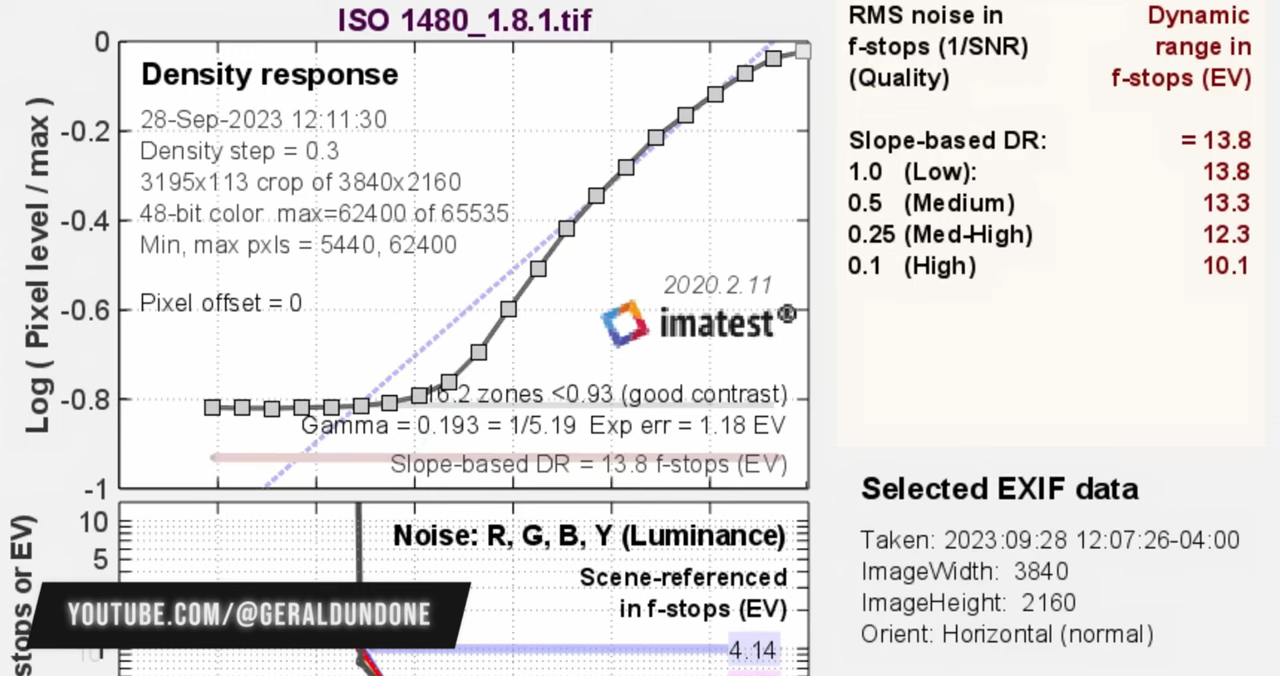 ISO 1480_1.8.1.tif
Density response
28-Sep-2023 12:11:30
Density step = 0.3
3195x113 crop of 3840x2160
48-bit color max=62400 of 65535
Min, max pxls = 5440, 62400
Pixel offset = 0
2020.2.11
imatest®
16.2 zones <0.93 (good contrast)
Gamma = 0.193 = 1/5.19 Exp err = 1.18 EV
Slope-based DR = 13.8 f-stops (EV)
Log ( Pixel level / max )
0
-0.2
-0.4
-0.6
-0.8
-1
Noise: R, G, B, Y (Luminance)
Scene-referenced
in f-stops (EV)
4.14
10
5
1
stops or EV)
YOUTUBE.COM/@GERALDUNDONE
RMS noise in Dynamic
f-stops (1/SNR) range in
(Quality) f-stops (EV)
Slope-based DR: = 13.8
1.0 (Low): 13.8
0.5 (Medium) 13.3
0.25 (Med-High) 12.3
0.1 (High) 10.1
Selected EXIF data
Taken: 2023:09:28 12:07:26-04:00
ImageWidth: 3840
ImageHeight: 2160
Orient: Horizontal (normal)